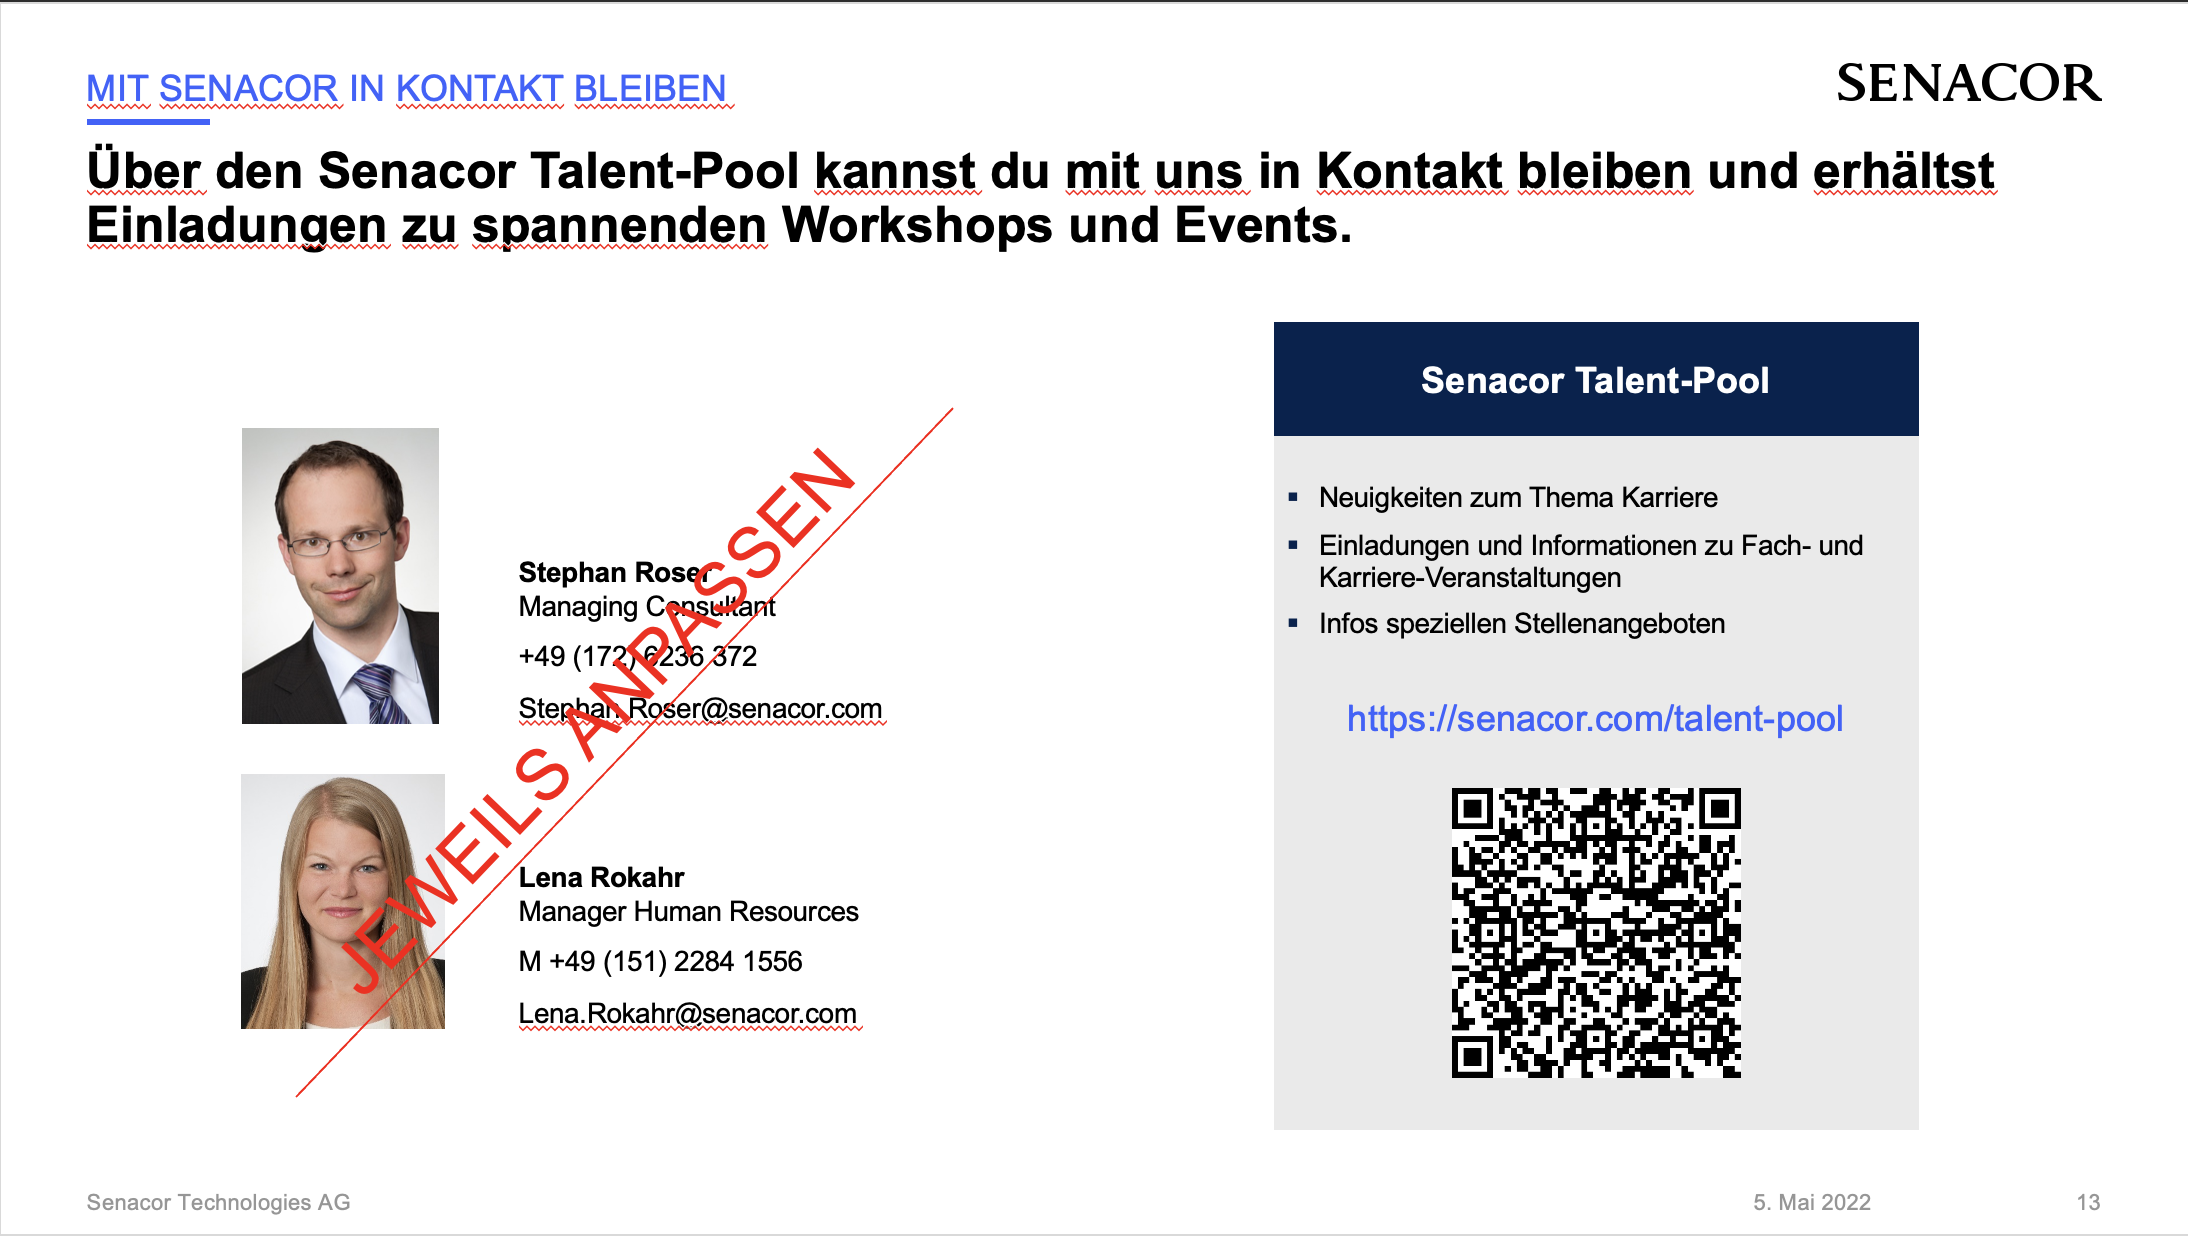 MIT SENACOR IN KONTAKT BLEIBEN
SENACOR
Über den Senacor Talent-Pool kannst du mit uns in Kontakt bleiben und erhältst
Einladungen zu spannenden Workshops und Events.
Stephan Roser
Managing Consultant
+49 (172) 6236 372
Stephan.Roser@senacor.com
JEWEILS ANPASSEN
Lena Rokahr
Manager Human Resources
M +49 (151) 2284 1556
Lena.Rokahr@senacor.com
Senacor Talent-Pool
▪ Neuigkeiten zum Thema Karriere
▪ Einladungen und Informationen zu Fach- und
Karriere-Veranstaltungen
▪ Infos speziellen Stellenangeboten
https://senacor.com/talent-pool
Senacor Technologies AG
5. Mai 2022
13